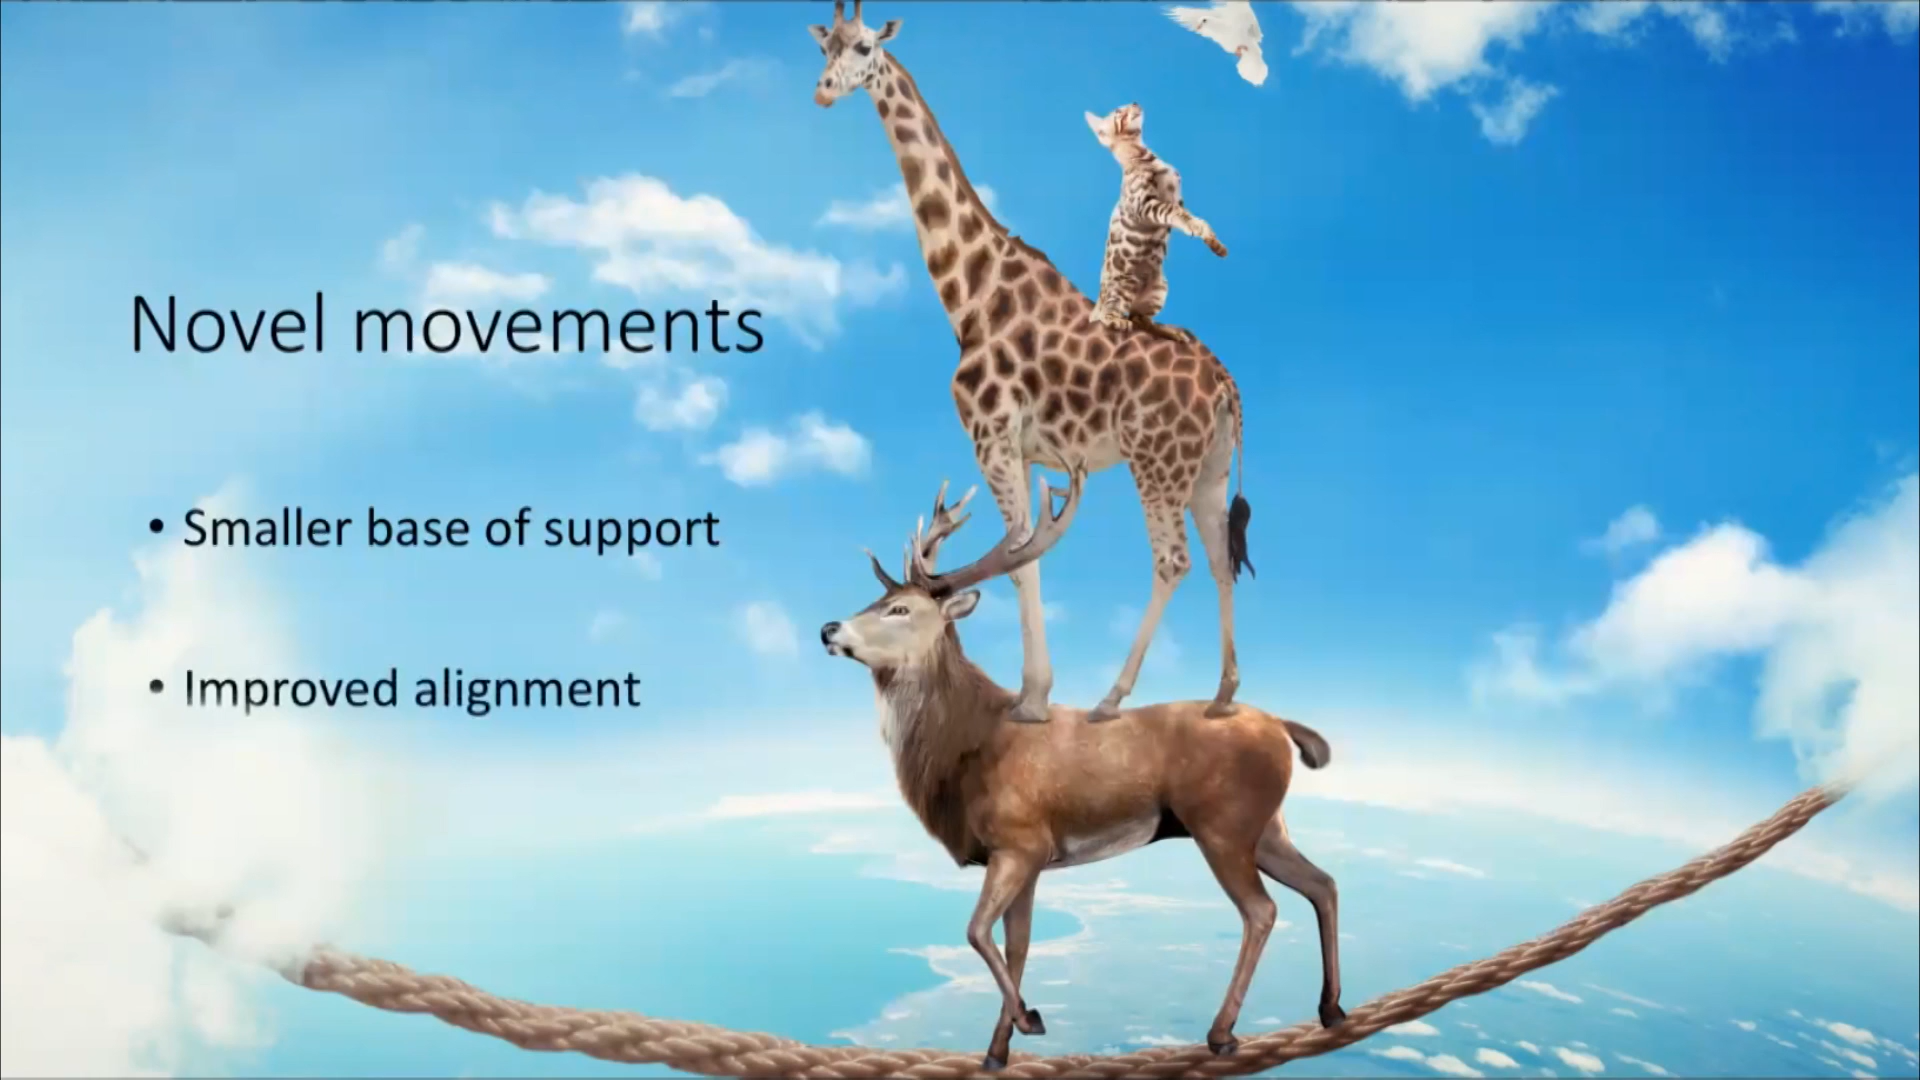 Novel movements
• Smaller base of support
• Improved alignment